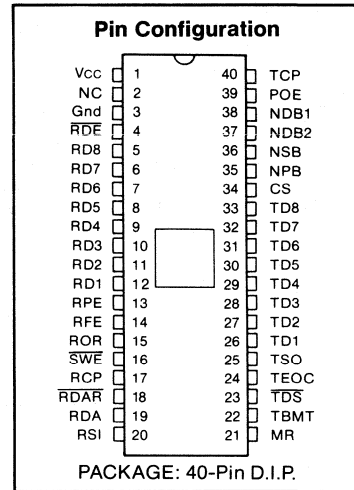 Pin Configuration
Vcc 1 40 TCP
NC 2 39 POE
Gnd 3 38 NDB1
R̅D̅E̅ 4 37 NDB2
RD8 5 36 NSB
RD7 6 35 NPB
RD6 7 34 CS
RD5 8 33 TD8
RD4 9 32 TD7
RD3 10 31 TD6
RD2 11 30 TD5
RD1 12 29 TD4
RPE 13 28 TD3
RFE 14 27 TD2
ROR 15 26 TD1
S̅W̅E̅ 16 25 TSO
RCP 17 24 TEOC
R̅D̅A̅R̅ 18 23 T̅D̅S̅
RDA 19 22 TBMT
RSI 20 21 MR
PACKAGE: 40-Pin D.I.P.